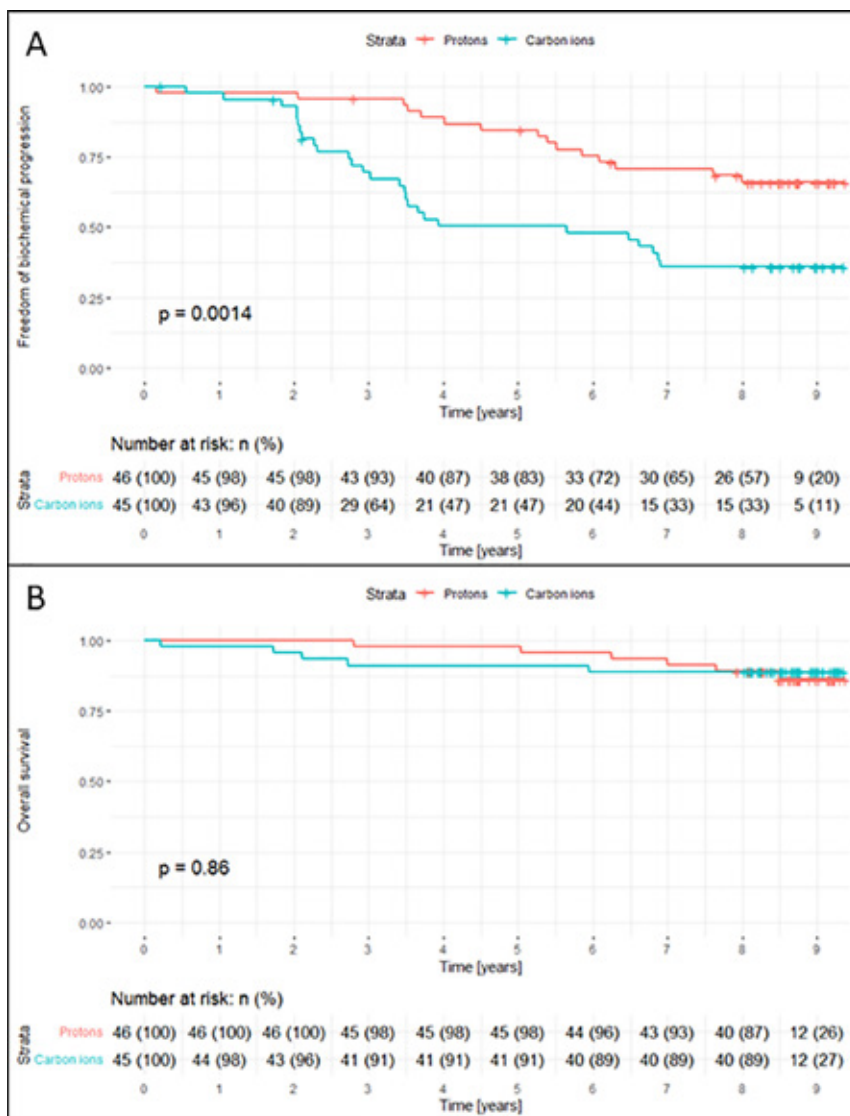 A
Strata Protons Carbon ions
Freedom of biochemical progression
1.00
0.75
0.50
0.25
0.00
p = 0.0014
0 1 2 3 4 5 6 7 8 9
Time [years]
Number at risk: n (%)
Strata
Protons 46 (100) 45 (98) 45 (98) 43 (93) 40 (87) 38 (83) 33 (72) 30 (65) 26 (57) 9 (20)
Carbon ions 45 (100) 43 (96) 40 (89) 29 (64) 21 (47) 21 (47) 20 (44) 15 (33) 15 (33) 5 (11)
0 1 2 3 4 5 6 7 8 9
Time [years]
B
Strata Protons Carbon ions
Overall survival
1.00
0.75
0.50
0.25
0.00
p = 0.86
0 1 2 3 4 5 6 7 8 9
Time [years]
Number at risk: n (%)
Strata
Protons 46 (100) 46 (100) 46 (100) 45 (98) 45 (98) 45 (98) 44 (96) 43 (93) 40 (87) 12 (26)
Carbon ions 45 (100) 44 (98) 43 (96) 41 (91) 41 (91) 41 (91) 40 (89) 40 (89) 40 (89) 12 (27)
0 1 2 3 4 5 6 7 8 9
Time [years]